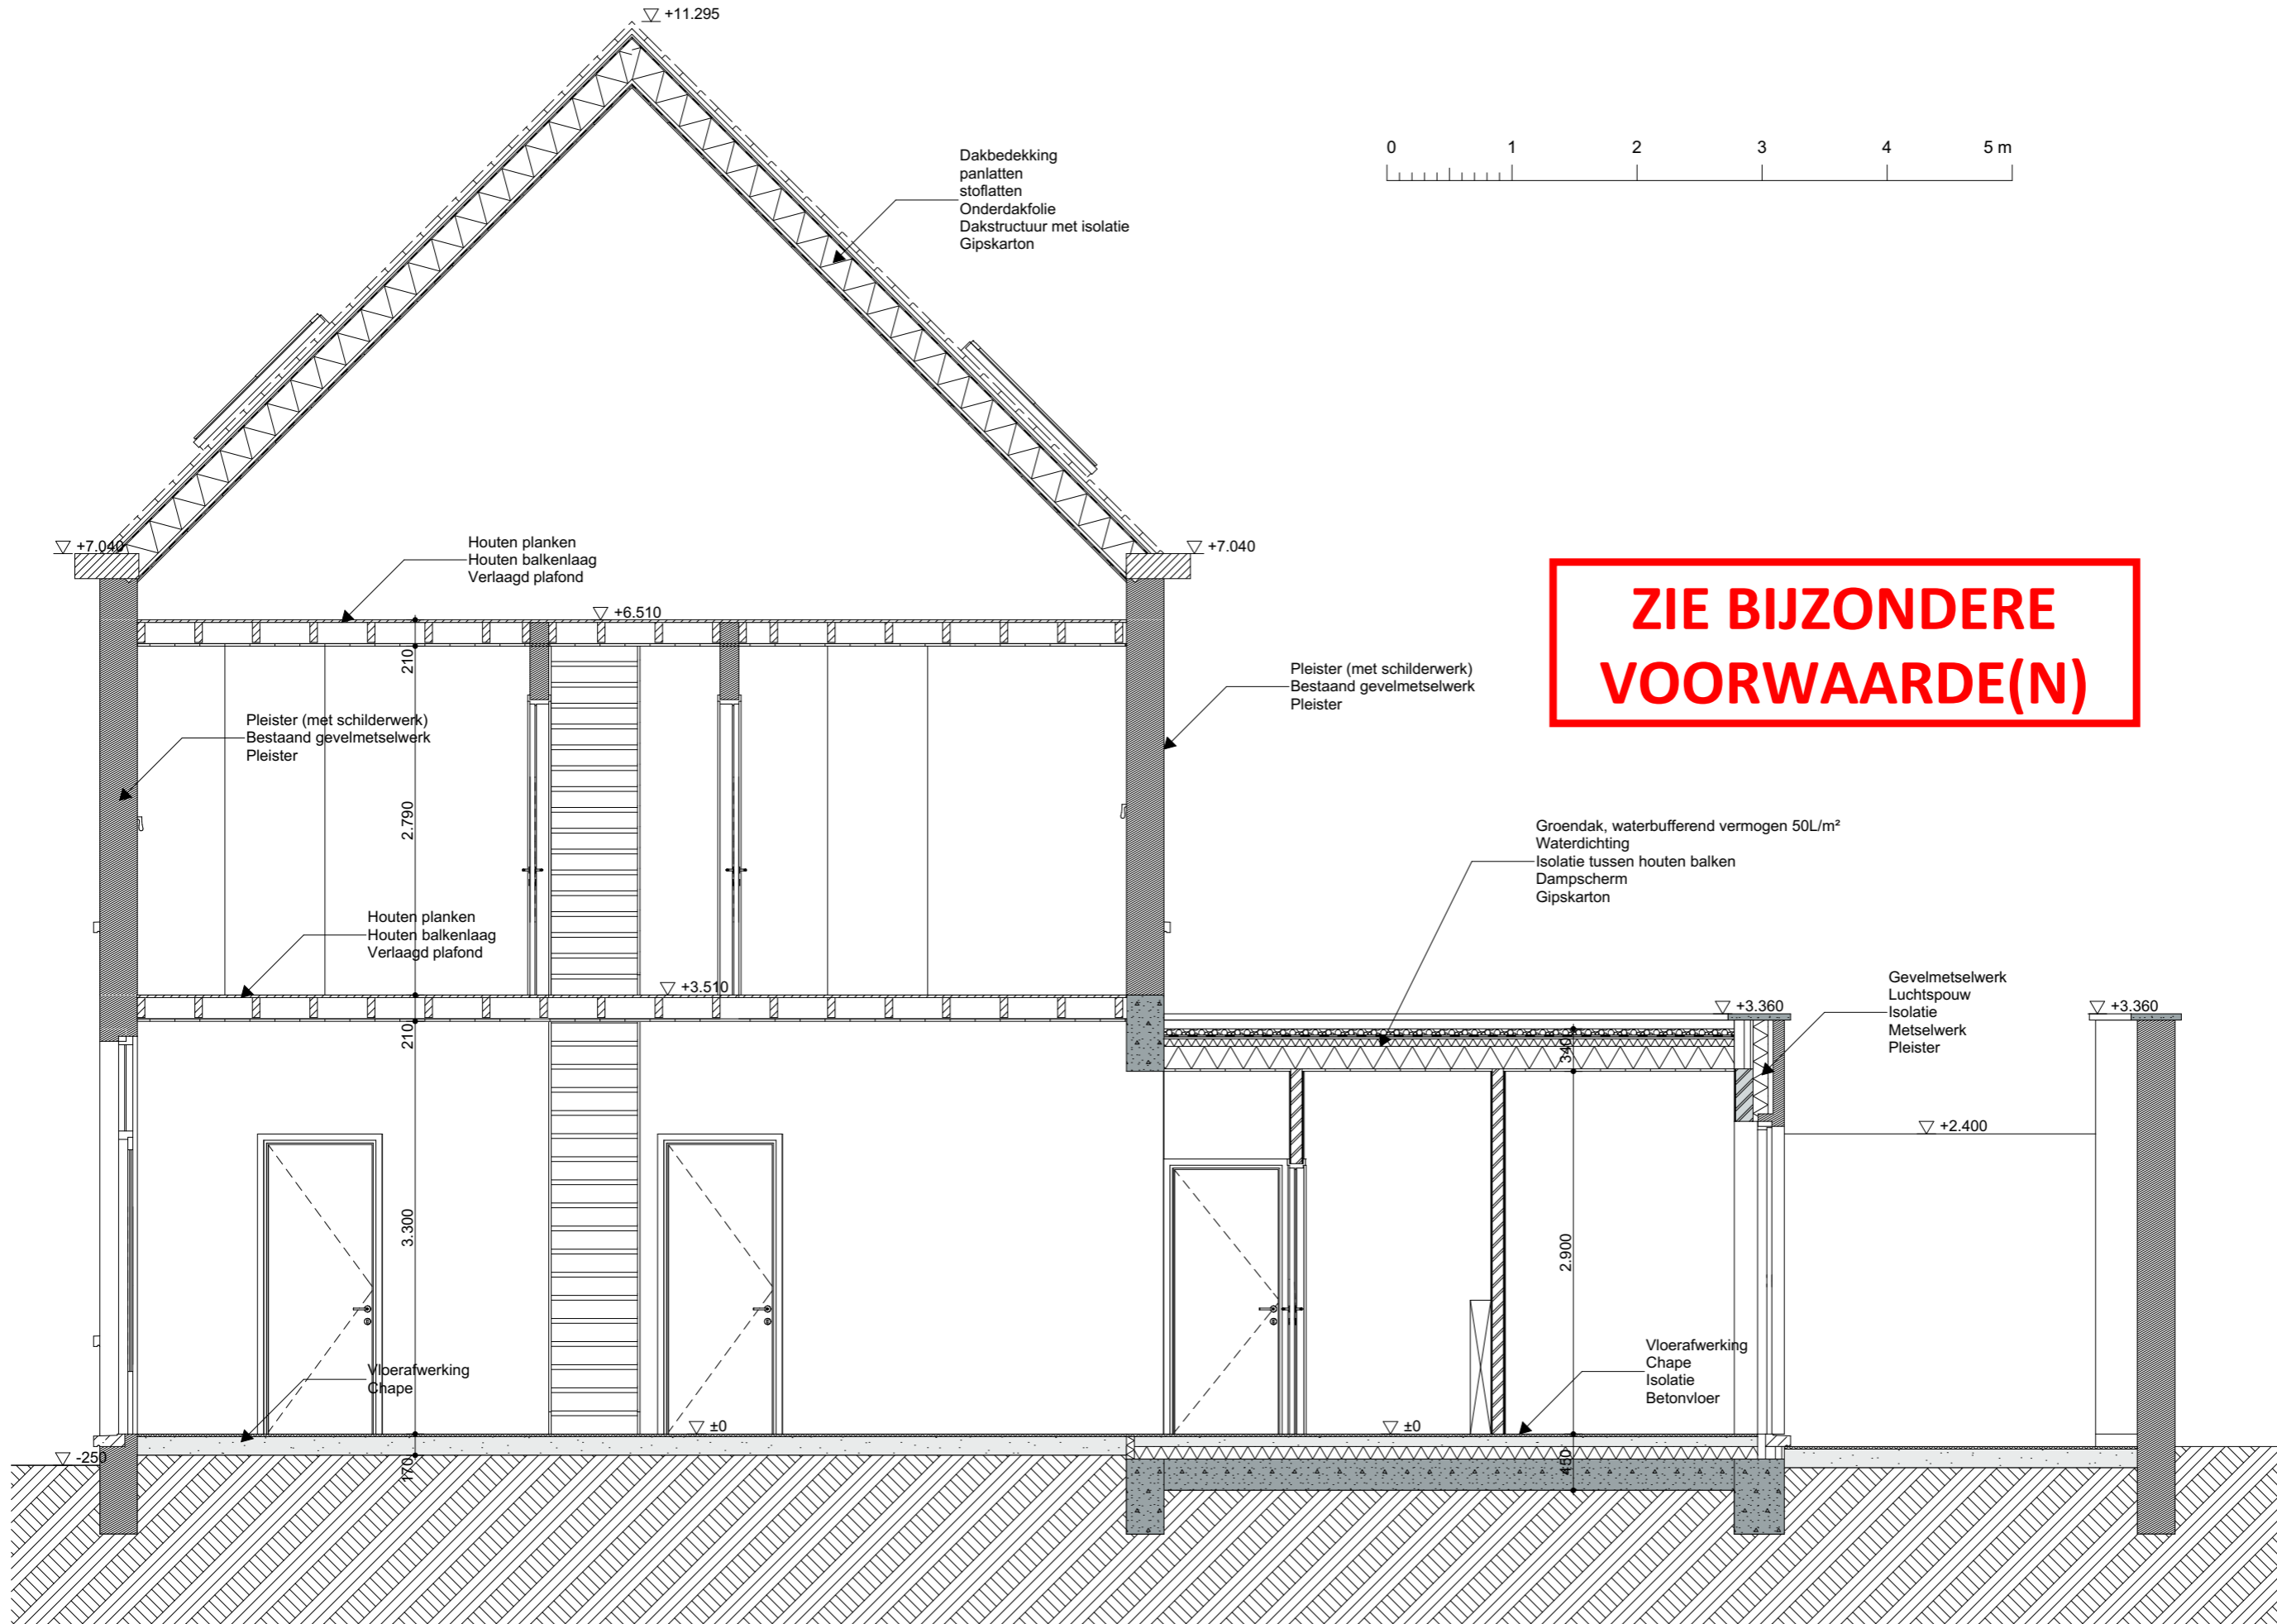 +11.295
0 1 2 3 4 5 m
Dakbedekking
panlatten
stoflatten
Onderdakfolie
Dakstructuur met isolatie
Gipskarton
+7.040
Houten planken
Houten balkenlaag
Verlaagd plafond
+7.040
ZIE BIJZONDERE
VOORWAARDE(N)
+6.510
210
Pleister (met schilderwerk)
Bestaand gevelmetselwerk
Pleister
Pleister (met schilderwerk)
Bestaand gevelmetselwerk
Pleister
2.790
Groendak, waterbufferend vermogen 50L/m²
Waterdichting
Isolatie tussen houten balken
Dampscherm
Gipskarton
Houten planken
Houten balkenlaag
Verlaagd plafond
+3.510
210
Gevelmetselwerk
Luchtspouw
Isolatie
Metselwerk
Pleister
+3.360
+3.360
340
+2.400
3.300
2.900
Vloerafwerking
Chape
Vloerafwerking
Chape
Isolatie
Betonvloer
±0
±0
-250
170
450